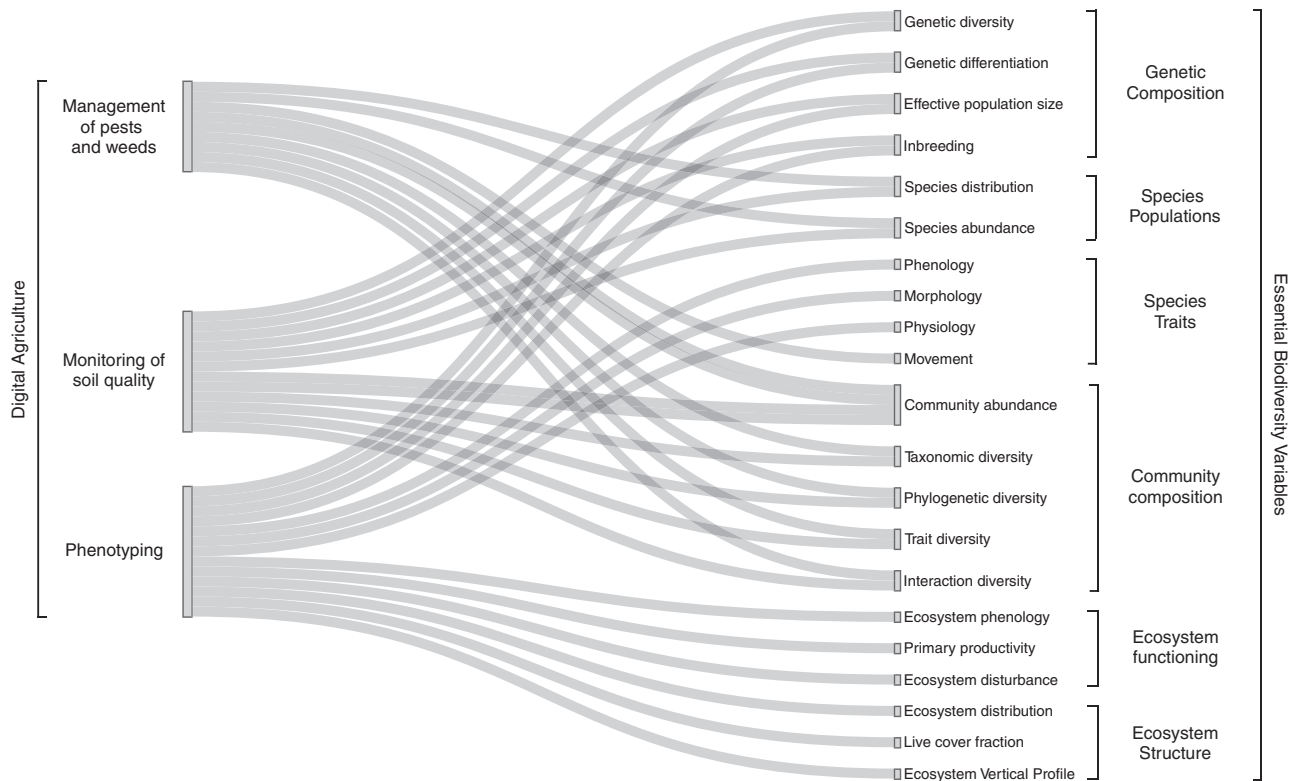 Digital Agriculture
Management
of pests
and weeds
Monitoring of
soil quality
Phenotyping
Genetic diversity
Genetic differentiation
Effective population size
Inbreeding
Species distribution
Species abundance
Phenology
Morphology
Physiology
Movement
Community abundance
Taxonomic diversity
Phylogenetic diversity
Trait diversity
Interaction diversity
Ecosystem phenology
Primary productivity
Ecosystem disturbance
Ecosystem distribution
Live cover fraction
Ecosystem Vertical Profile
Genetic
Composition
Species
Populations
Species
Traits
Community
composition
Ecosystem
functioning
Ecosystem
Structure
Essential Biodiversity Variables